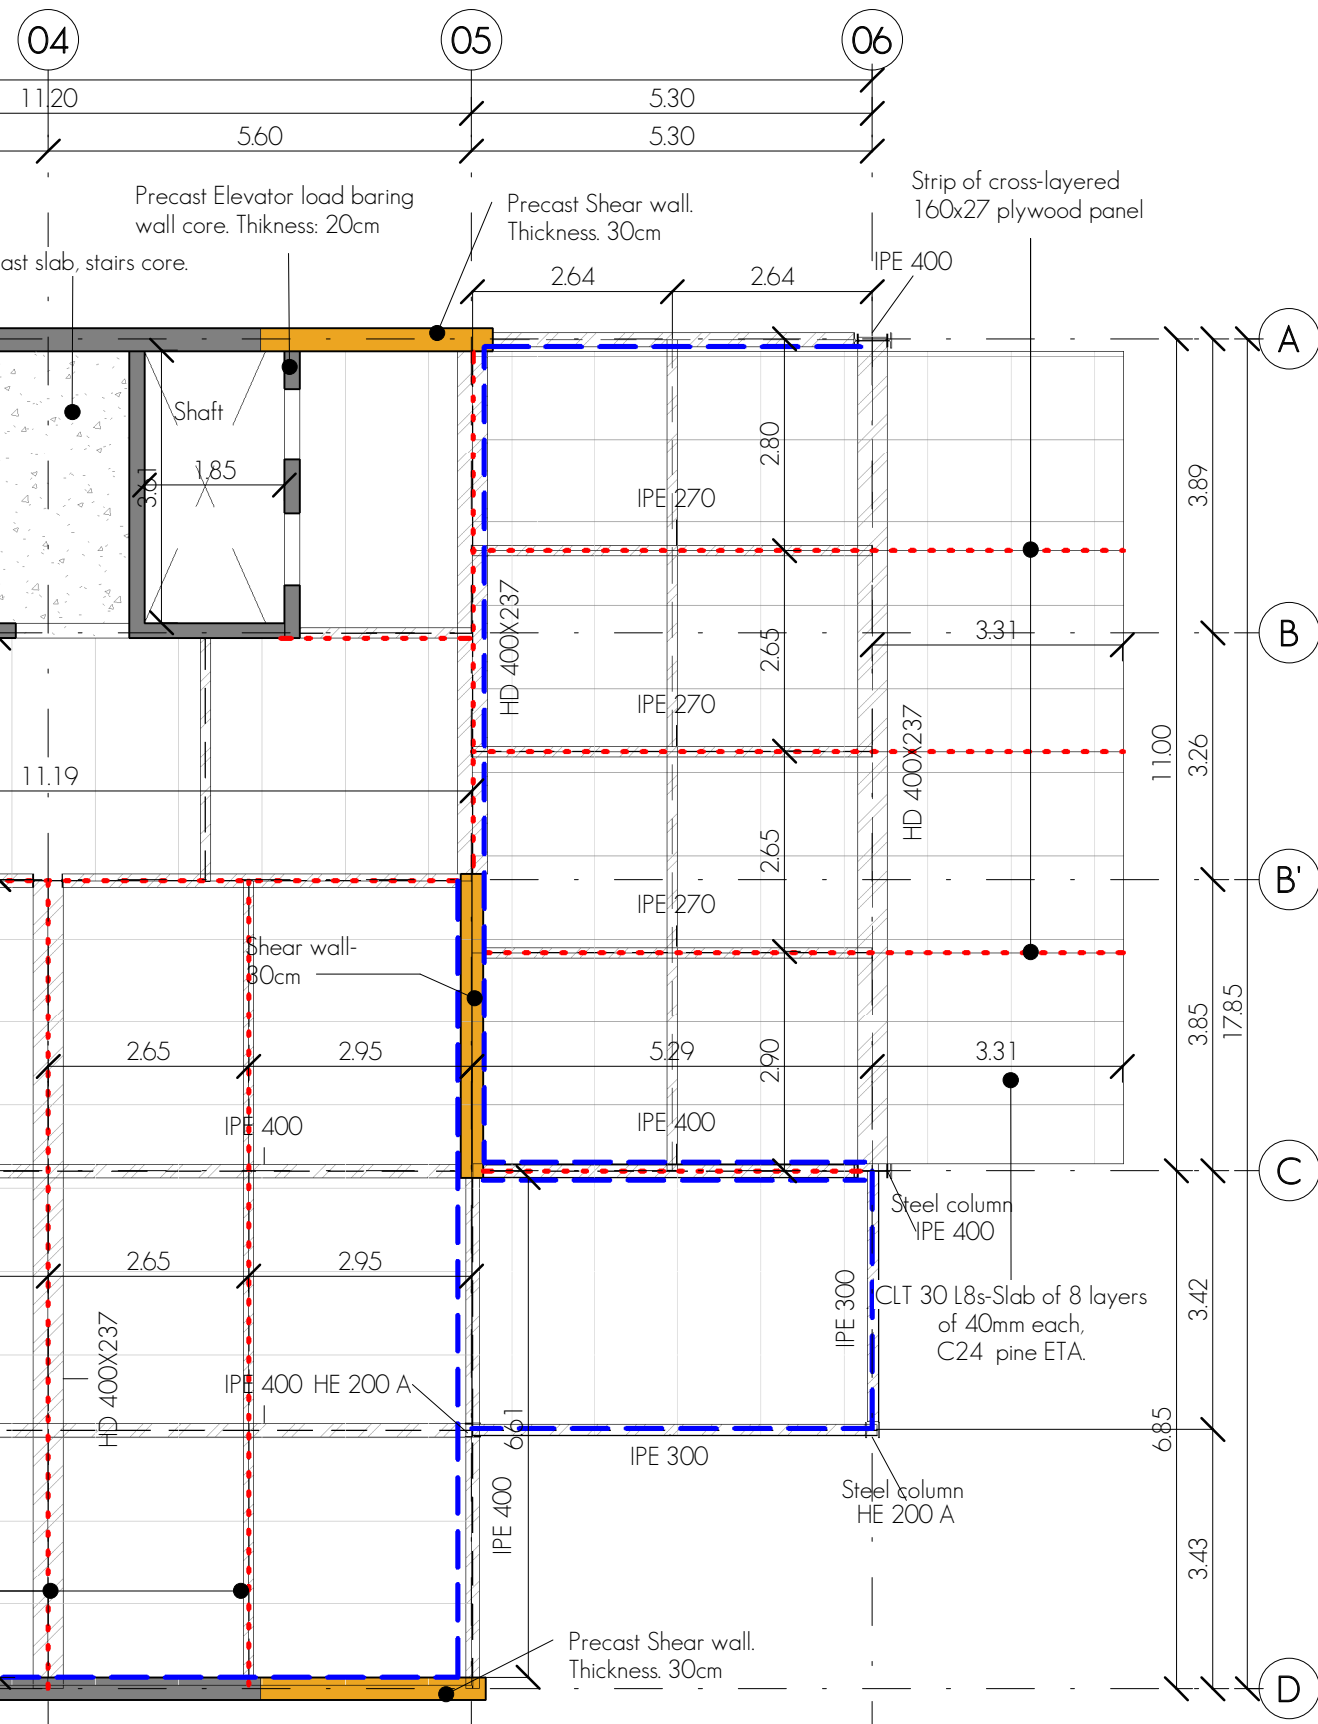 04
05
06
11.20
5.30
5.60
5.30
Precast Elevator load baring
wall core. Thikness: 20cm
Precast Shear wall.
Thickness. 30cm
Strip of cross-layered
160x27 plywood panel
ast slab, stairs core.
2.64
2.64
IPE 400
A
Shaft
2.80
3.89
1.85
3.61
IPE 270
HD 400X237
B
2.65
3.31
IPE 270
HD 400X237
11.00
3.26
11.19
2.65
B'
IPE 270
Shear wall-
30cm
3.85
17.85
2.65
2.95
5.29
2.90
3.31
IPE 400
IPE 400
C
Steel column
IPE 400
2.65
2.95
IPE 300
CLT 30 L8s-Slab of 8 layers
of 40mm each,
C24 pine ETA.
3.42
HD 400X237
IPE 400
HE 200 A
6.61
6.85
IPE 300
Steel column
HE 200 A
IPE 400
3.43
Precast Shear wall.
Thickness. 30cm
D